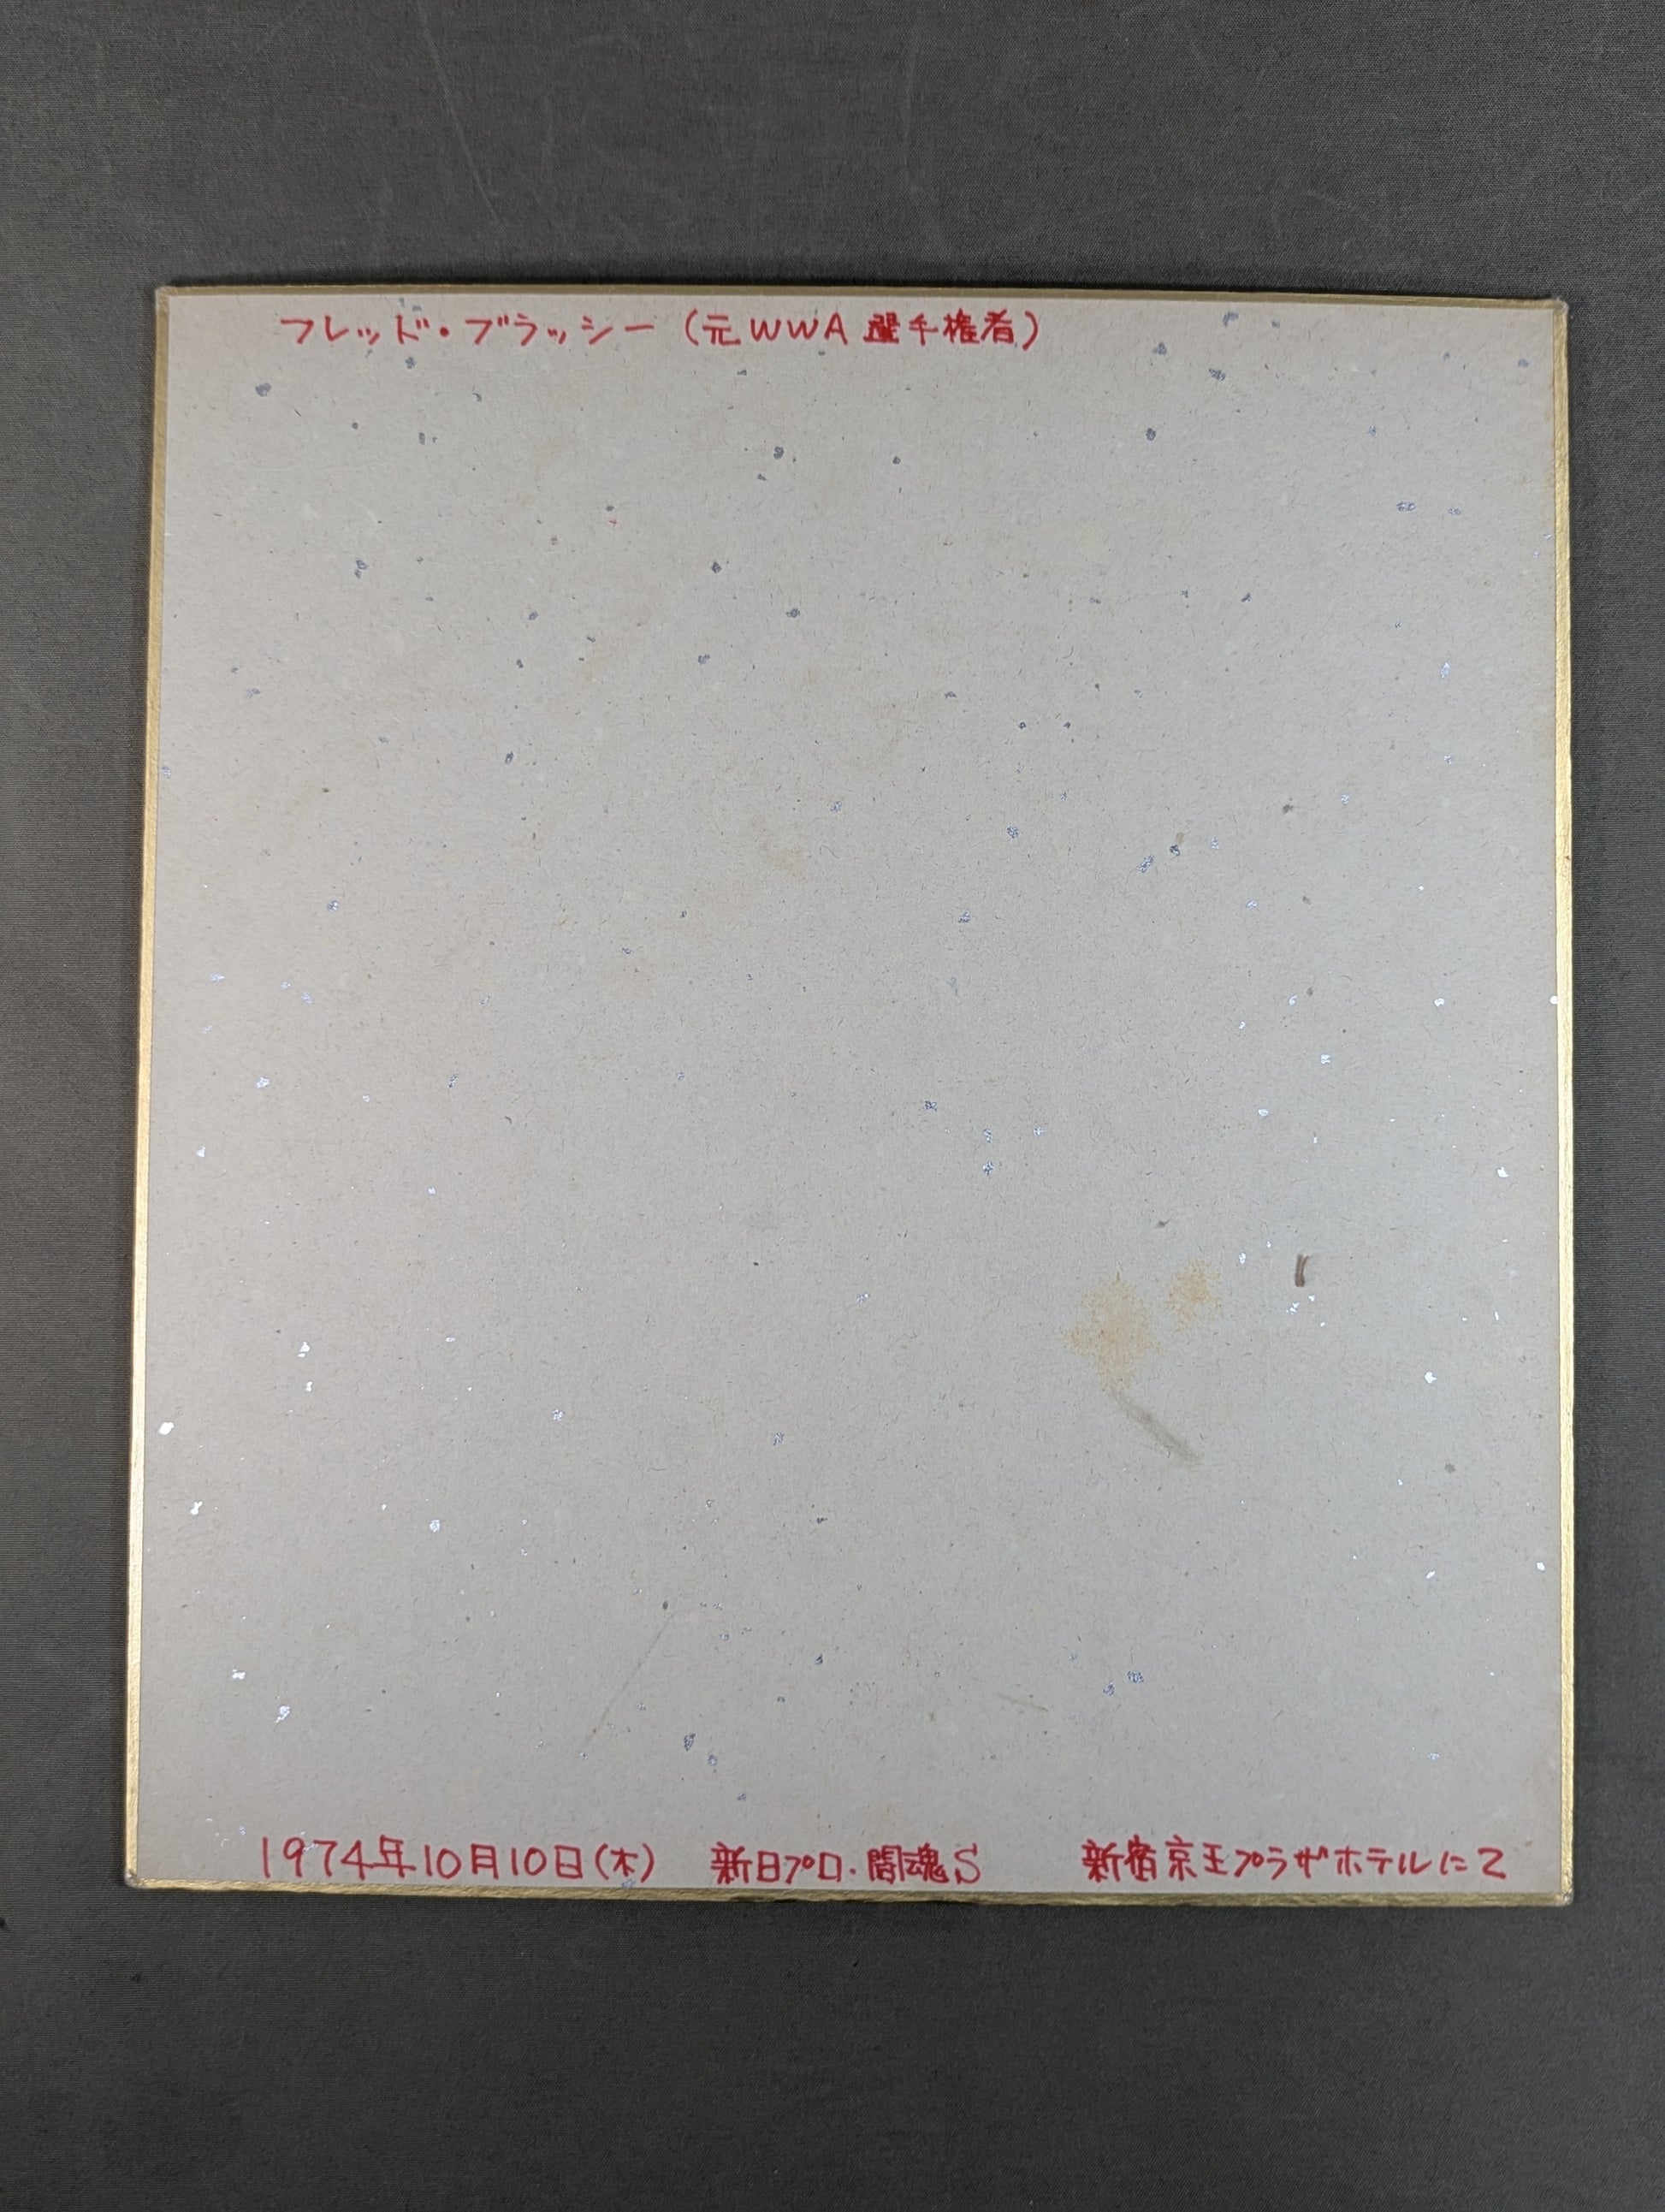 フレッド・ブラッシー（元WWA選手権者）
1974年10月10日(木)　新日プロ・闘魂S　新宿京王プラザホテルにて